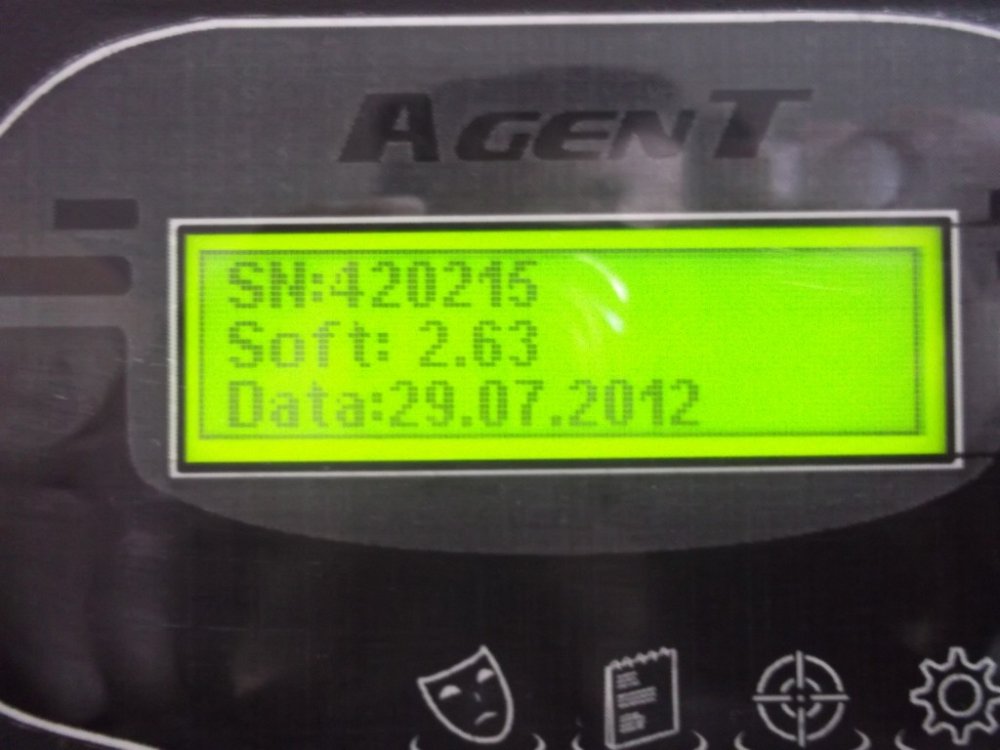 AGENT
SN:420215
Soft: 2.63
Data:29.07.2012